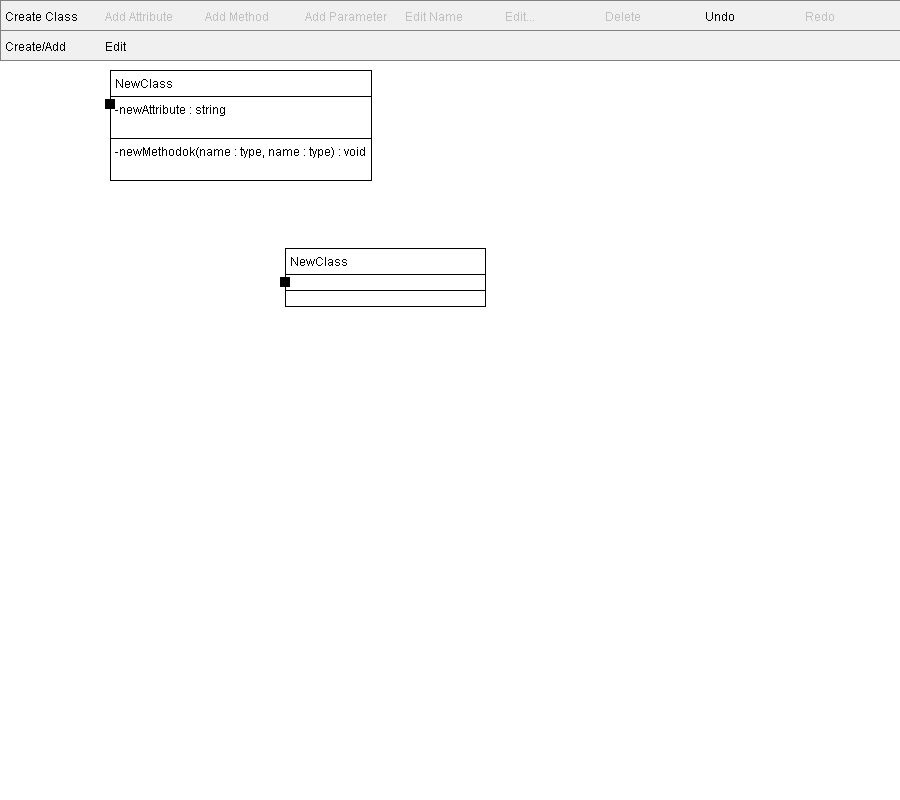 Create Class Add Attribute Add Method Add Parameter Edit Name Edit... Delete Undo Redo
Create/Add Edit
NewClass
-newAttribute : string
-newMethodok(name : type, name : type) : void
NewClass